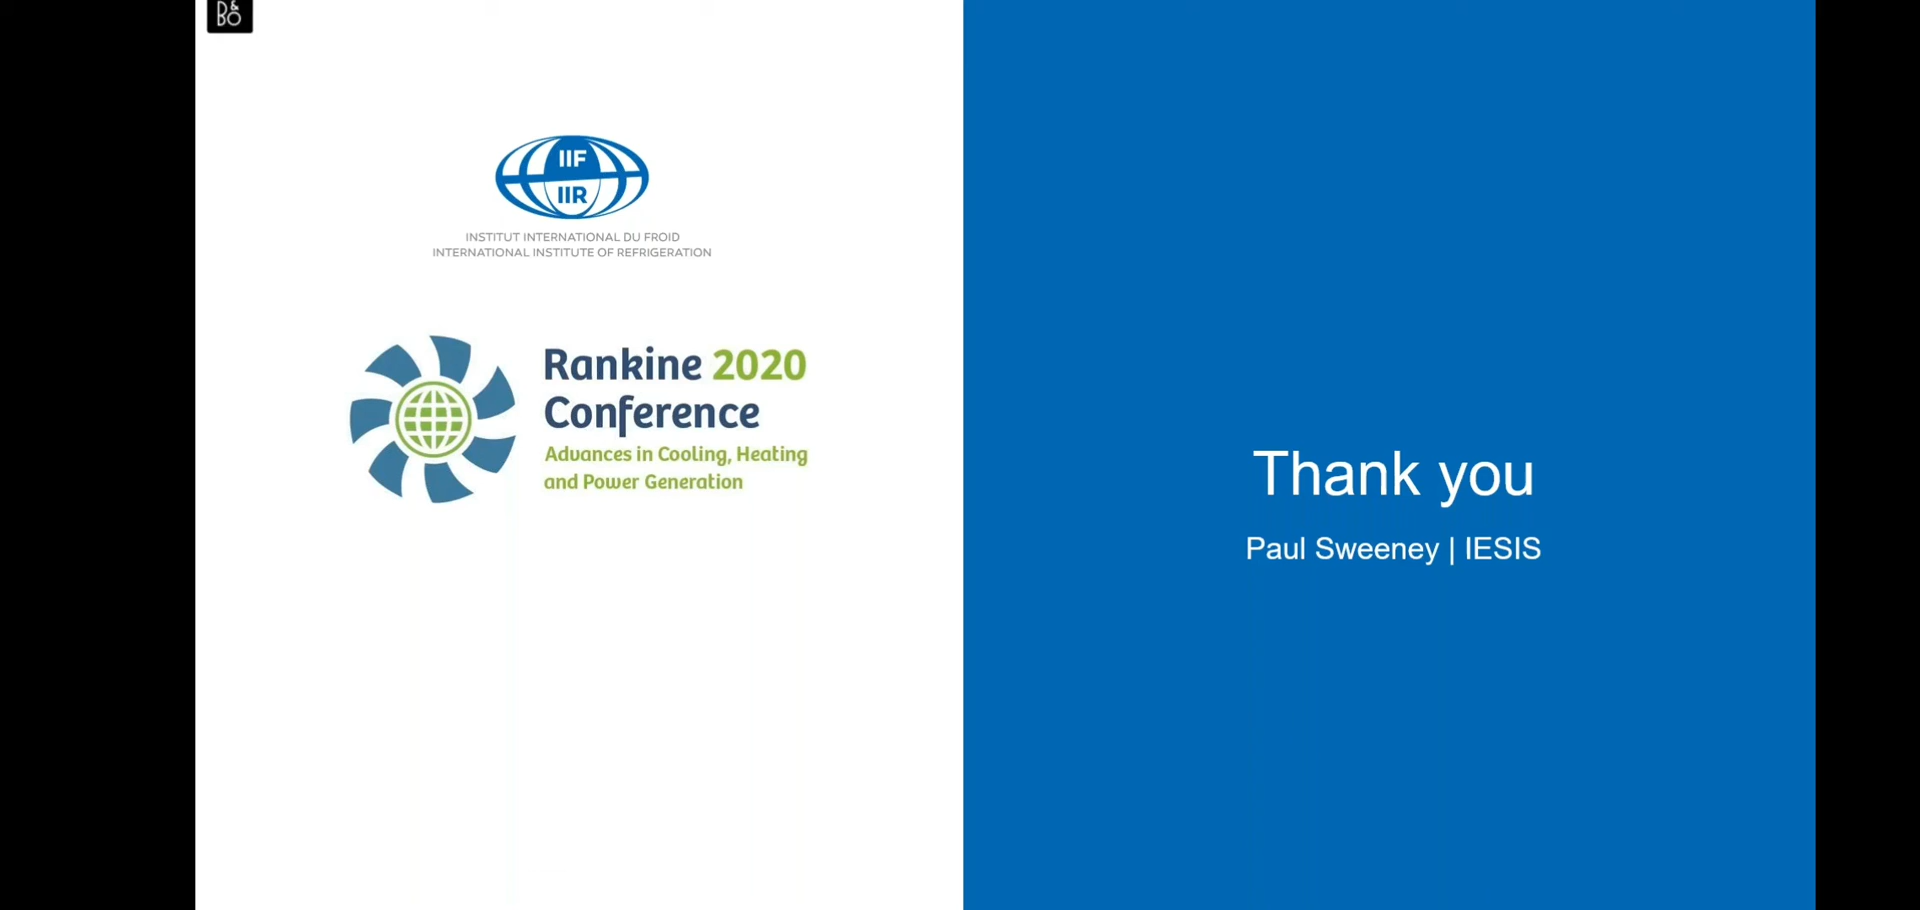 B&
BO
IIF
IIR
INSTITUT INTERNATIONAL DU FROID
INTERNATIONAL INSTITUTE OF REFRIGERATION
Rankine 2020
Conference
Advances in Cooling, Heating
and Power Generation
Thank you
Paul Sweeney | IESIS